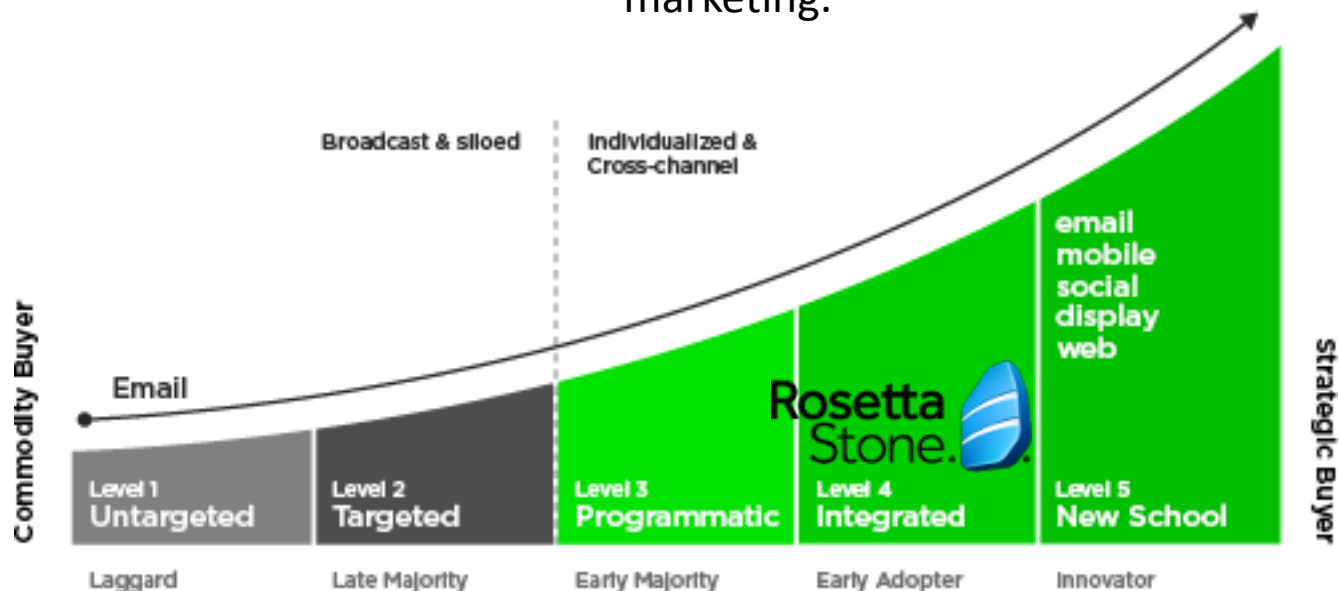 marketing.
Broadcast & siloed
Individualized &
Cross-channel
Email
email
mobile
social
display
web
Commodity Buyer
Strategic Buyer
Rosetta
Stone.
Level 1
Untargeted
Level 2
Targeted
Level 3
Programmatic
Level 4
Integrated
Level 5
New School
Laggard
Late Majority
Early Majority
Early Adopter
Innovator